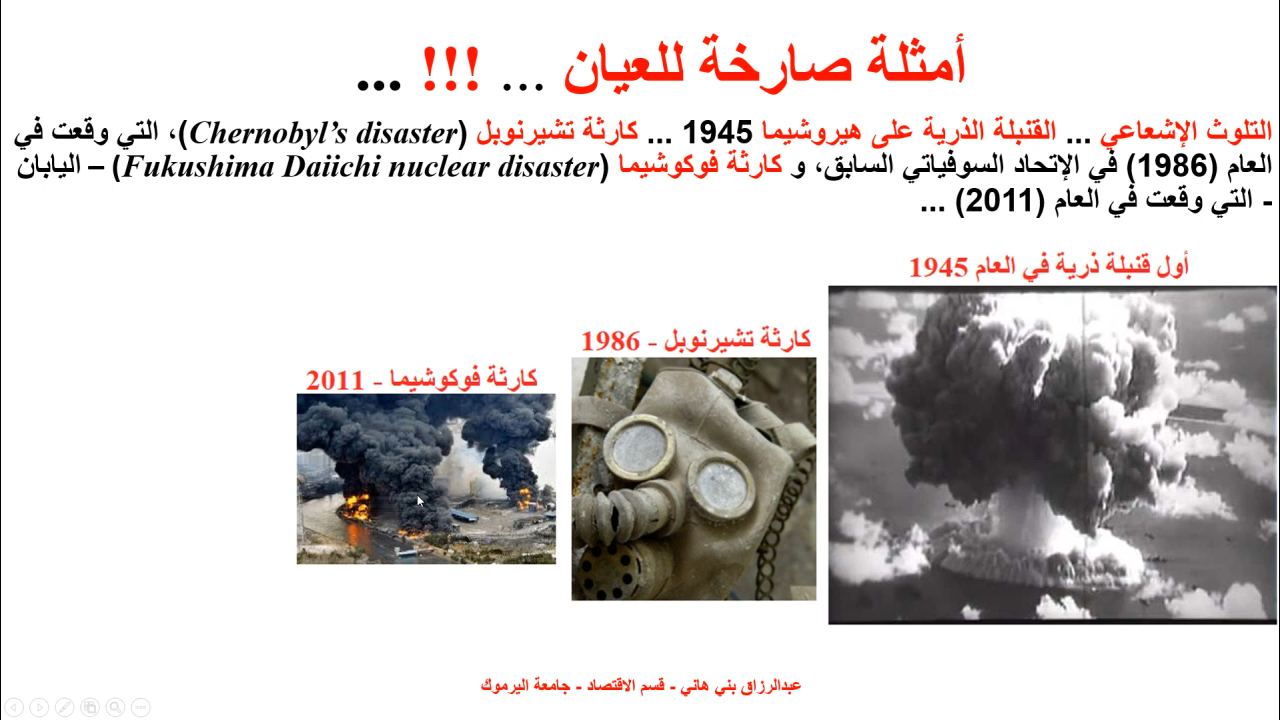 أمثلة صارخة للعيان ... !!! ...
التلوث الإشعاعي ... القنبلة الذرية على هيروشيما 1945 ... كارثة تشيرنوبل (Chernobyl’s disaster)، التي وقعت في
العام (1986) في الإتحاد السوفياتي السابق، و كارثة فوكوشيما (Fukushima Daiichi nuclear disaster) – اليابان
- التي وقعت في العام (2011) ...
أول قنبلة ذرية في العام 1945
كارثة تشيرنوبل - 1986
كارثة فوكوشيما - 2011
عبدالرزاق بني هاني - قسم الاقتصاد - جامعة اليرموك